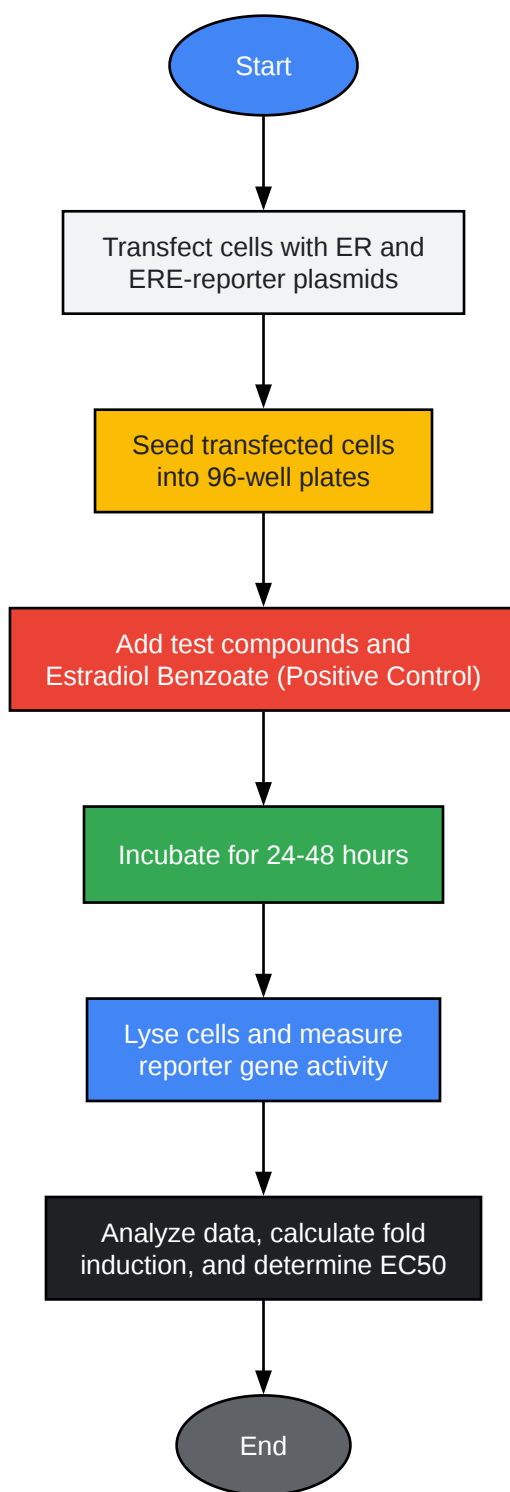 Start
Transfect cells with ER and
ERE-reporter plasmids
Seed transfected cells
into 96-well plates
Add test compounds and
Estradiol Benzoate (Positive Control)
Incubate for 24-48 hours
Lyse cells and measure
reporter gene activity
Analyze data, calculate fold
induction, and determine EC50
End